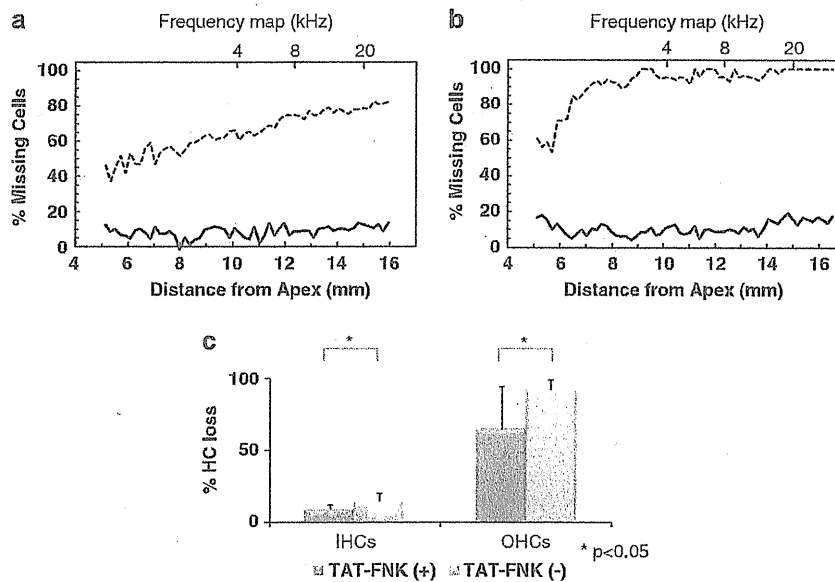 a
Frequency map (kHz)
4 8 20
100
80
60
40
20
0
% Missing Cells
4 6 8 10 12 14 16
Distance from Apex (mm)
b
Frequency map (kHz)
4 8 20
100
80
60
40
20
0
% Missing Cells
4 6 8 10 12 14 16
Distance from Apex (mm)
c
* *
100
50
0
% HC loss
IHCs OHCs
* p<0.05
TAT-FNK (+) TAT-FNK (-)